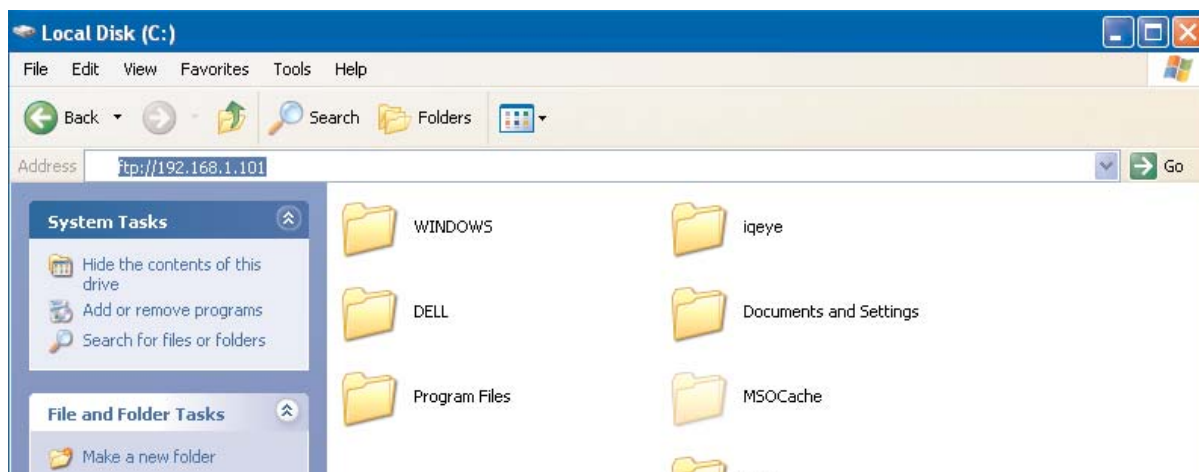 Local Disk (C:)
File Edit View Favorites Tools Help
Back Search Folders
Address ftp://192.168.1.101 Go
System Tasks
Hide the contents of this
drive
Add or remove programs
Search for files or folders
File and Folder Tasks
Make a new folder
WINDOWS iqeye
DELL Documents and Settings
Program Files MSOCache